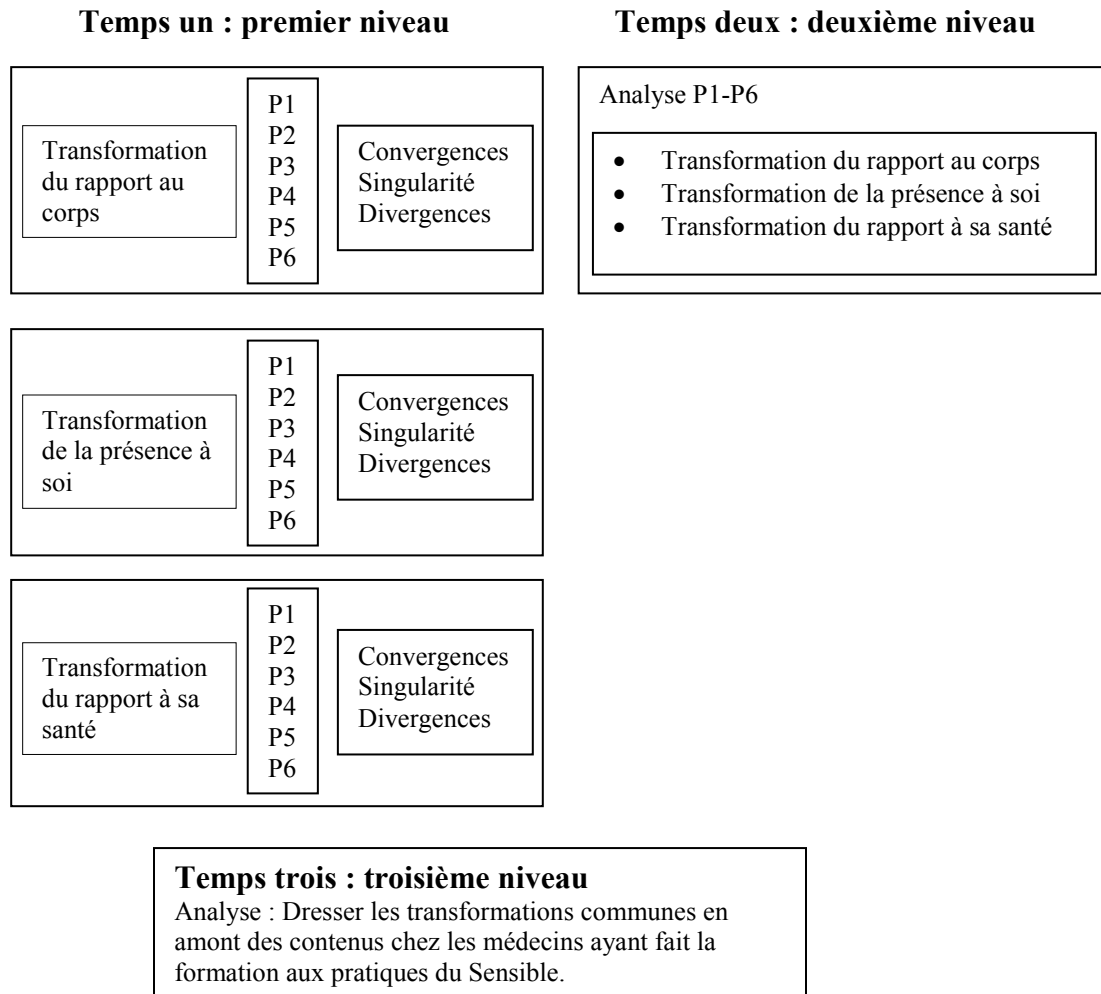 Temps un : premier niveau
Temps deux : deuxième niveau
Transformation
du rapport au
corps
P1
P2
P3
P4
P5
P6
Convergences
Singularité
Divergences
Analyse P1-P6
• Transformation du rapport au corps
• Transformation de la présence à soi
• Transformation du rapport à sa santé
Transformation
de la présence à
soi
P1
P2
P3
P4
P5
P6
Convergences
Singularité
Divergences
Transformation
du rapport à sa
santé
P1
P2
P3
P4
P5
P6
Convergences
Singularité
Divergences
Temps trois : troisième niveau
Analyse : Dresser les transformations communes en
amont des contenus chez les médecins ayant fait la
formation aux pratiques du Sensible.